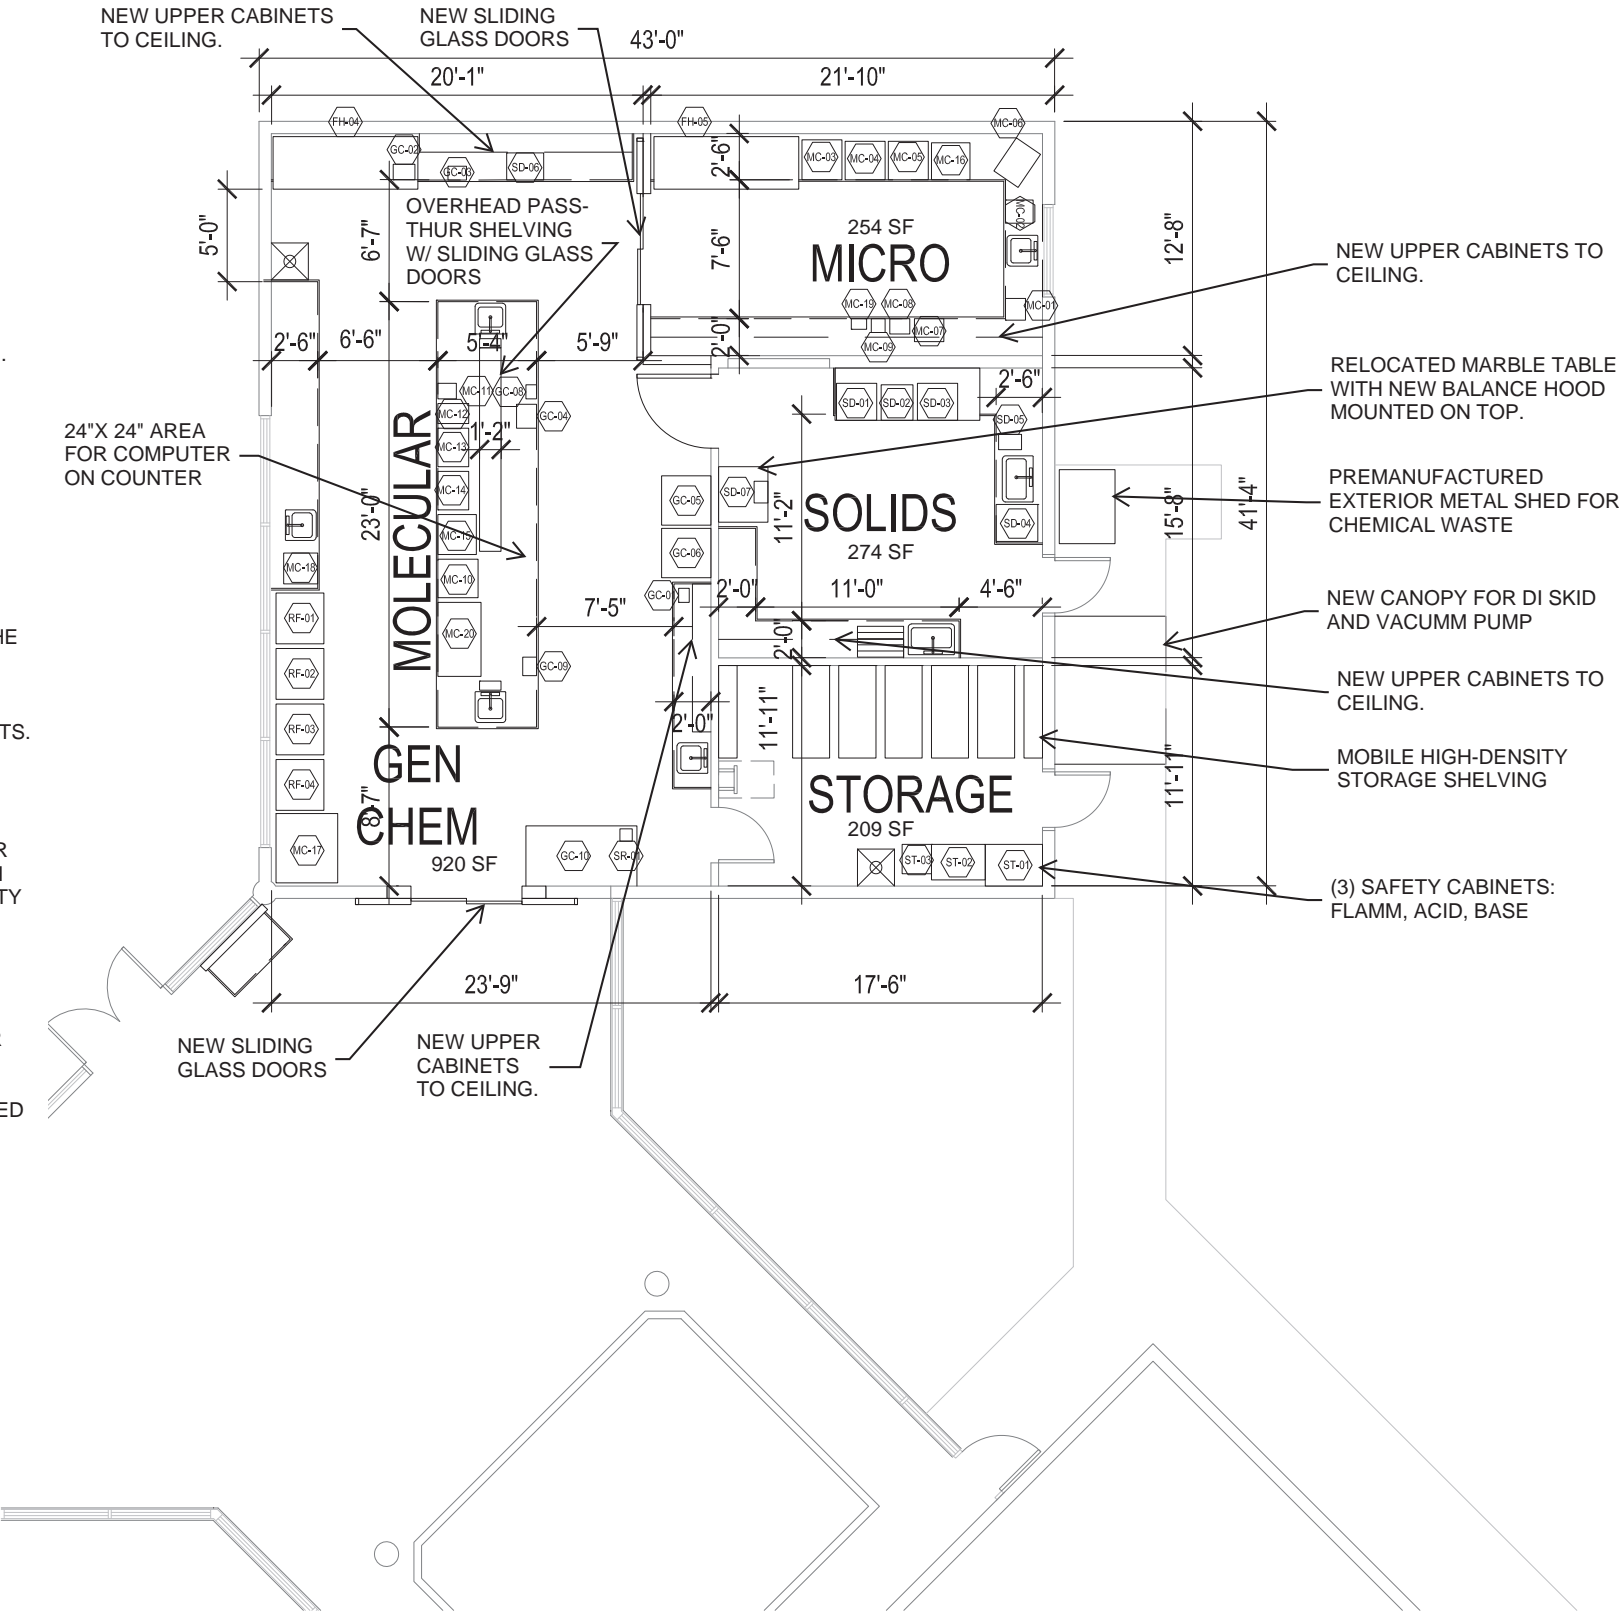 NEW UPPER CABINETS
TO CEILING.
NEW SLIDING
GLASS DOORS
43'-0"
20'-1"
21'-10"
FH-04
FH-05
MC-06
GC-02
GC-03
SD-06
2'-6"
MC-03
MC-04
MC-05
MC-16
OVERHEAD PASS-
THUR SHELVING
W/ SLIDING GLASS
DOORS
5'-0"
6'-7"
7'-6"
254 SF
MICRO
MC-02
12'-8"
NEW UPPER CABINETS TO
CEILING.
MC-19
MC-08
MC-01
MC-07
MC-09
2'-0"
2'-6"
6'-6"
5'-4"
5'-9"
.
RELOCATED MARBLE TABLE
WITH NEW BALANCE HOOD
MOUNTED ON TOP.
2'-6"
SD-01
SD-02
SD-03
SD-05
MC-11
GC-08
MC-12
GC-04
1'-2"
MC-13
24"X 24" AREA
FOR COMPUTER
ON COUNTER
MOLECULAR
23'-0"
MC-14
MC-15
GC-05
SD-07
11'-2"
SOLIDS
274 SF
SD-04
15'-8"
41'-4"
PREMANUFACTURED
EXTERIOR METAL SHED FOR
CHEMICAL WASTE
GC-06
MC-18
MC-10
GC-0
2'-0"
11'-0"
4'-6"
7'-5"
RF-01
MC-20
2'-0"
NEW CANOPY FOR DI SKID
AND VACUMM PUMP
HE
RF-02
GC-09
NEW UPPER CABINETS TO
CEILING.
RF-03
2'-0"
11'-11"
TS.
GEN
CHEM
920 SF
8'-7"
RF-04
MOBILE HIGH-DENSITY
STORAGE SHELVING
11'-11"
STORAGE
209 SF
MC-17
GC-10
SR-01
ST-03
ST-02
ST-01
R
TY
(3) SAFETY CABINETS:
FLAMM, ACID, BASE
23'-9"
17'-6"
NEW SLIDING
GLASS DOORS
NEW UPPER
CABINETS
TO CEILING.
ED